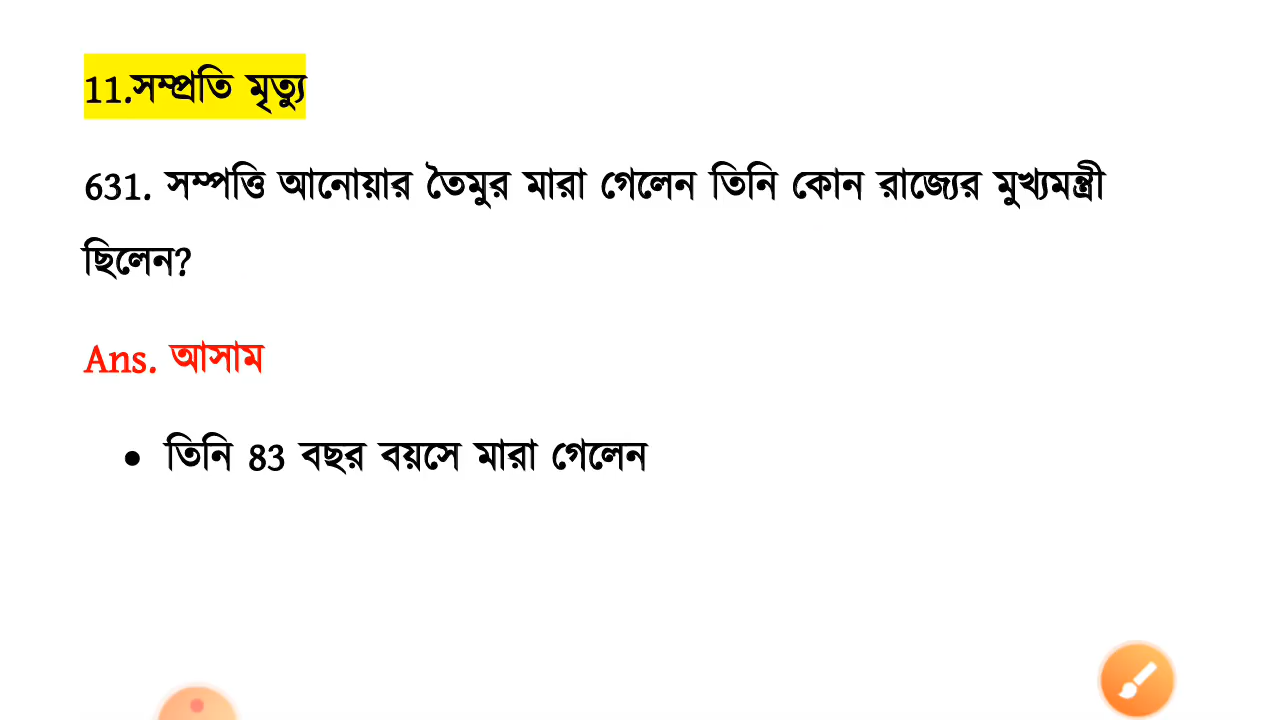 11.সম্প্রতি মৃত্যু
631. সম্পত্তি আনোয়ার তৈমুর মারা গেলেন তিনি কোন রাজ্যের মুখ্যমন্ত্রী
ছিলেন?
Ans. আসাম
• তিনি 83 বছর বয়সে মারা গেলেন